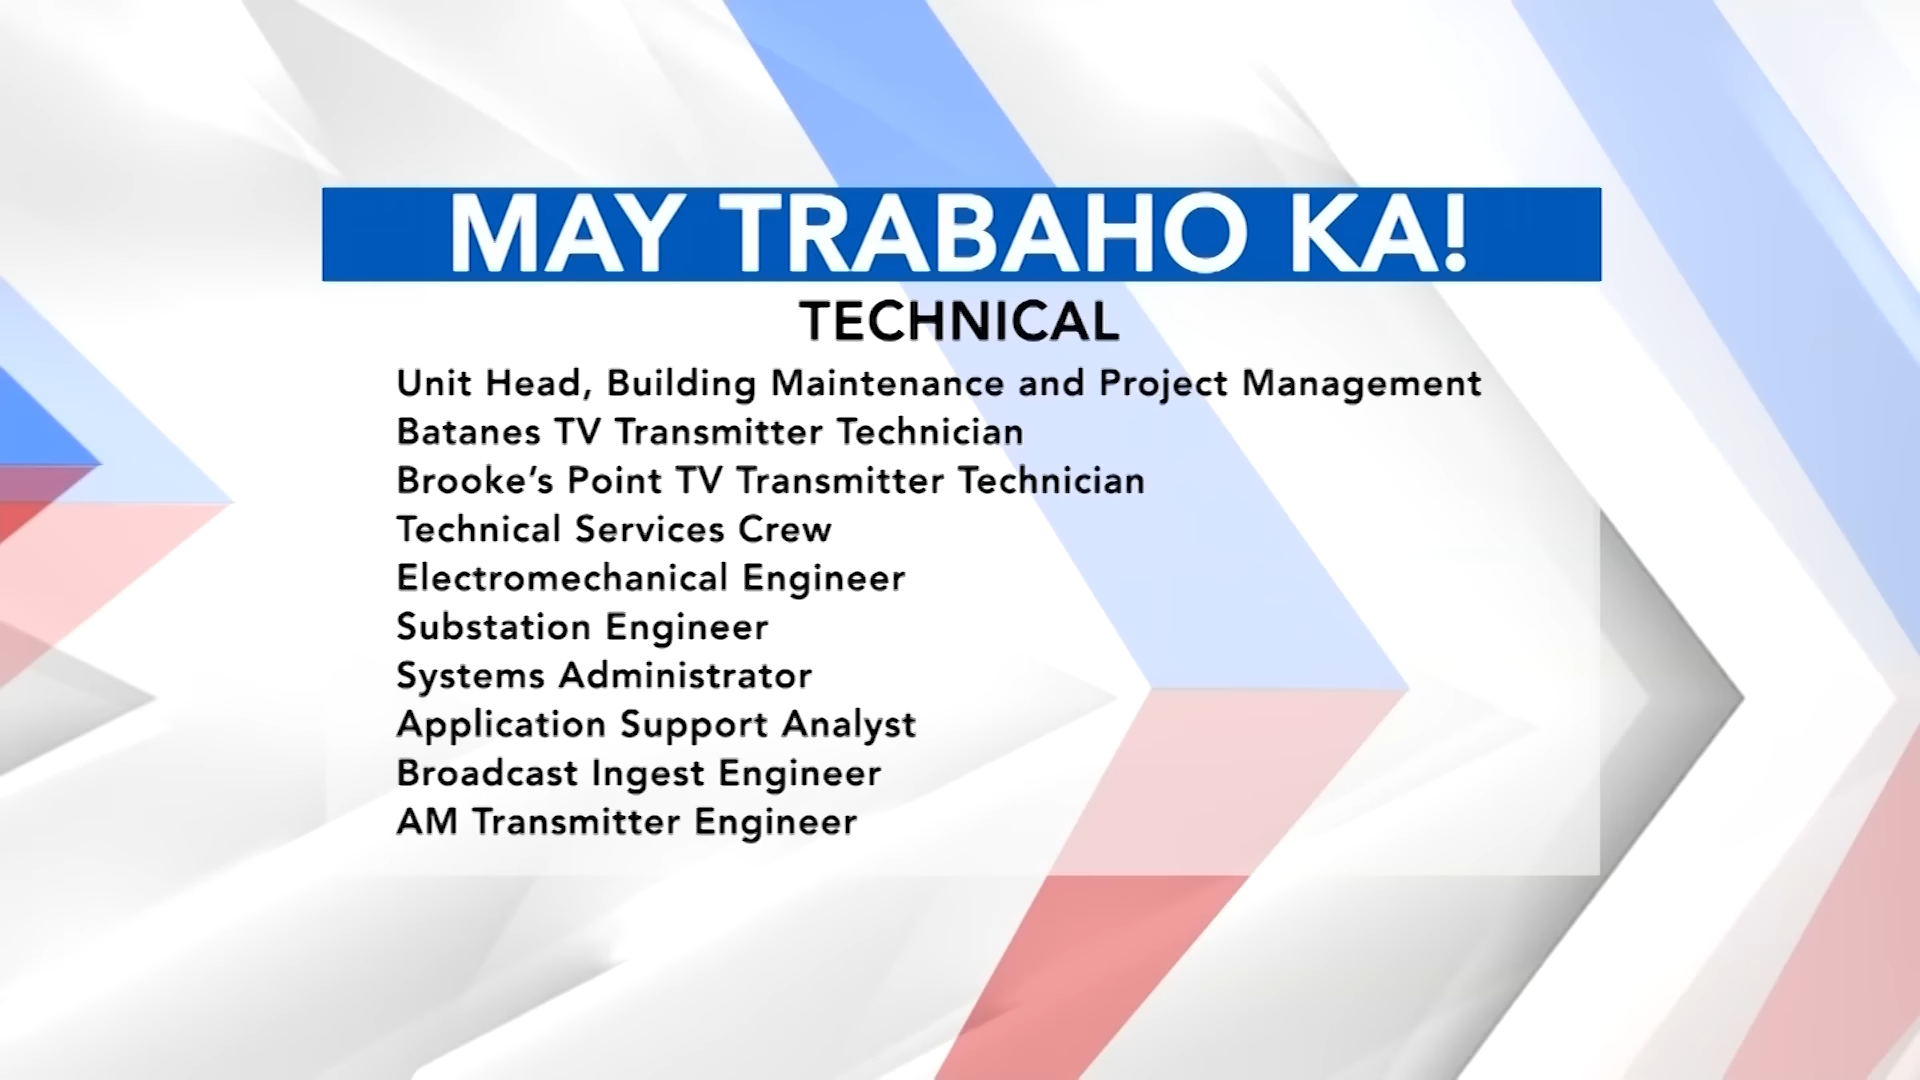 MAY TRABAHO KA!
TECHNICAL
Unit Head, Building Maintenance and Project Management
Batanes TV Transmitter Technician
Brooke’s Point TV Transmitter Technician
Technical Services Crew
Electromechanical Engineer
Substation Engineer
Systems Administrator
Application Support Analyst
Broadcast Ingest Engineer
AM Transmitter Engineer